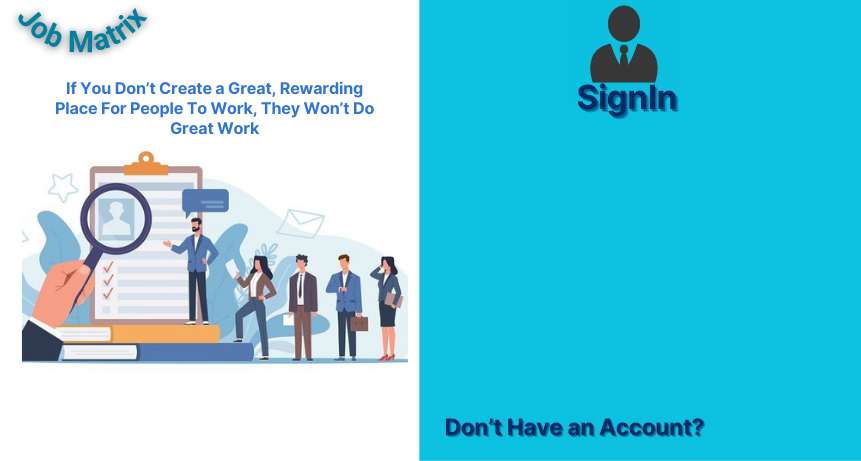 Job Matrix
If You Don’t Create a Great, Rewarding
Place For People To Work, They Won’t Do
Great Work
SignIn
Don’t Have an Account?